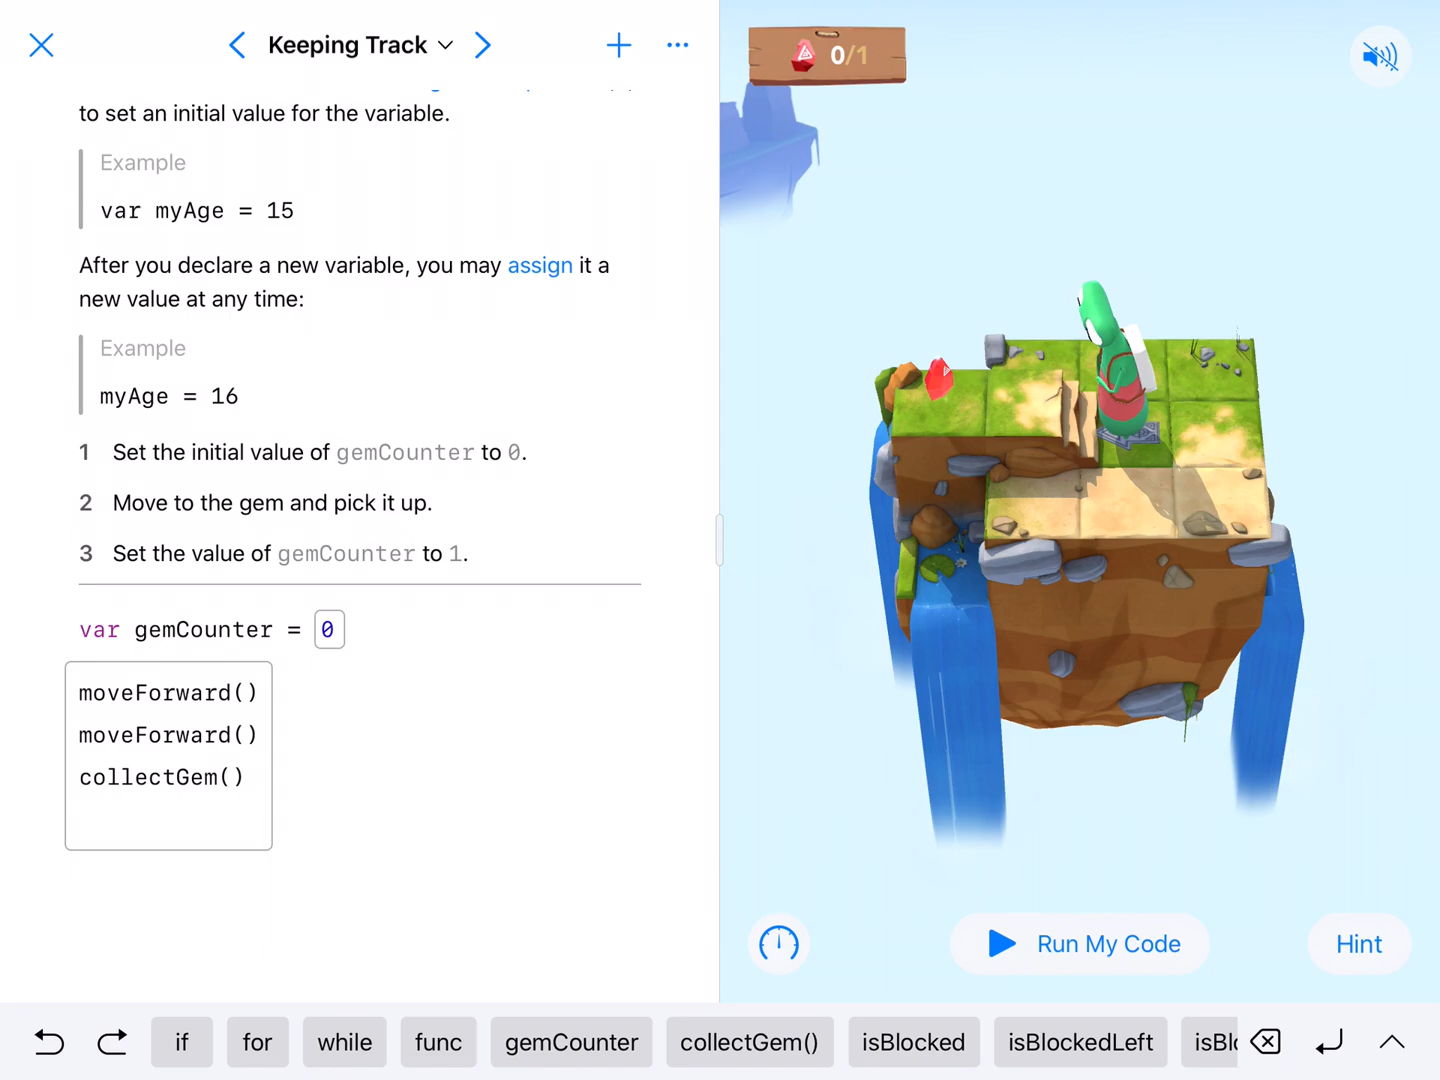 Keeping Track
0/1
to set an initial value for the variable.
Example
var myAge = 15
After you declare a new variable, you may assign it a
new value at any time:
Example
myAge = 16
1 Set the initial value of gemCounter to 0.
2 Move to the gem and pick it up.
3 Set the value of gemCounter to 1.
var gemCounter = 0
moveForward()
moveForward()
collectGem()
Run My Code
Hint
if for while func gemCounter collectGem() isBlocked isBlockedLeft